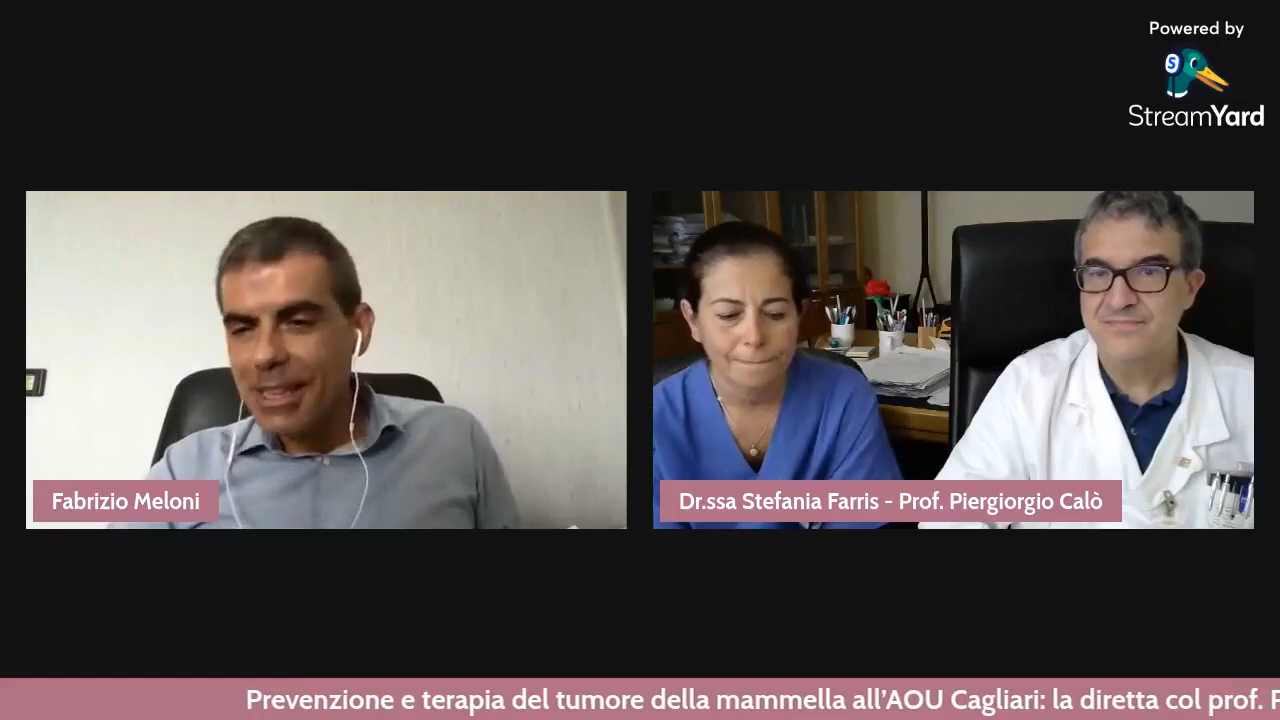 Powered by
StreamYard
Fabrizio Meloni
Dr.ssa Stefania Farris - Prof. Piergiorgio Calò
Prevenzione e terapia del tumore della mammella all’AOU Cagliari: la diretta col prof.